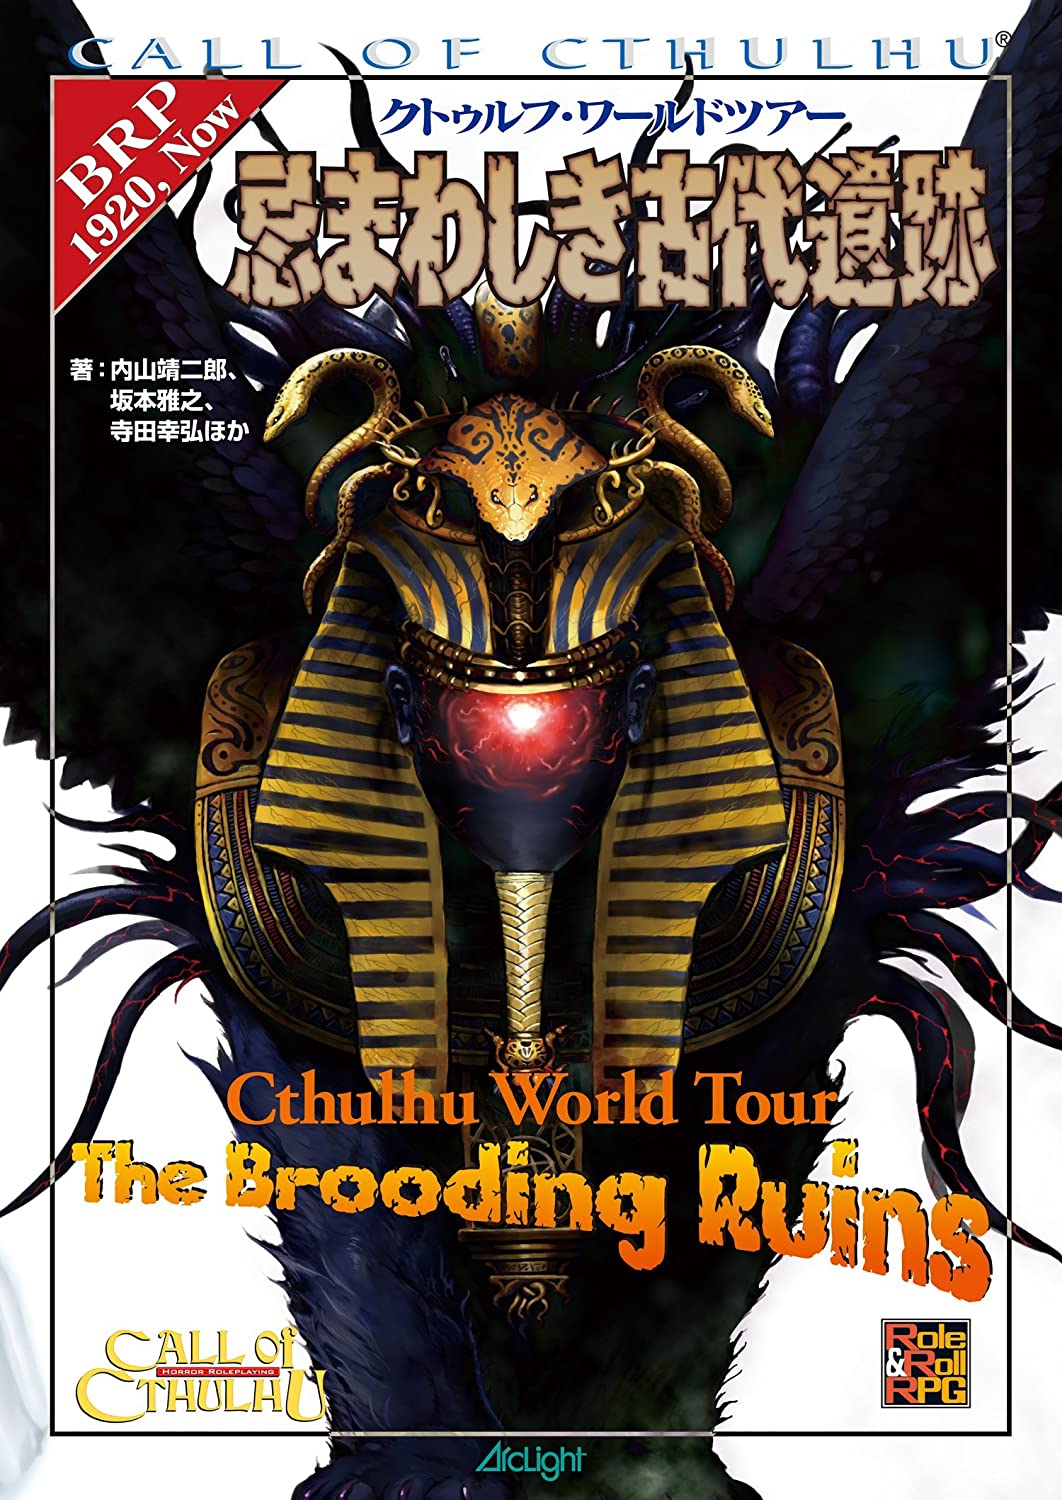 CALL OF CTHULHU®
BRP
1920, Now
クトゥルフ・ワールドツアー
忌まわしき古代遺跡
著：内山靖二郎、
坂本雅之、
寺田幸弘ほか
Cthulhu World Tour
The Brooding Ruins
CALL of
HORROR ROLEPLAYING
CTHULHU
Role
&Roll
RPG
ArcLight